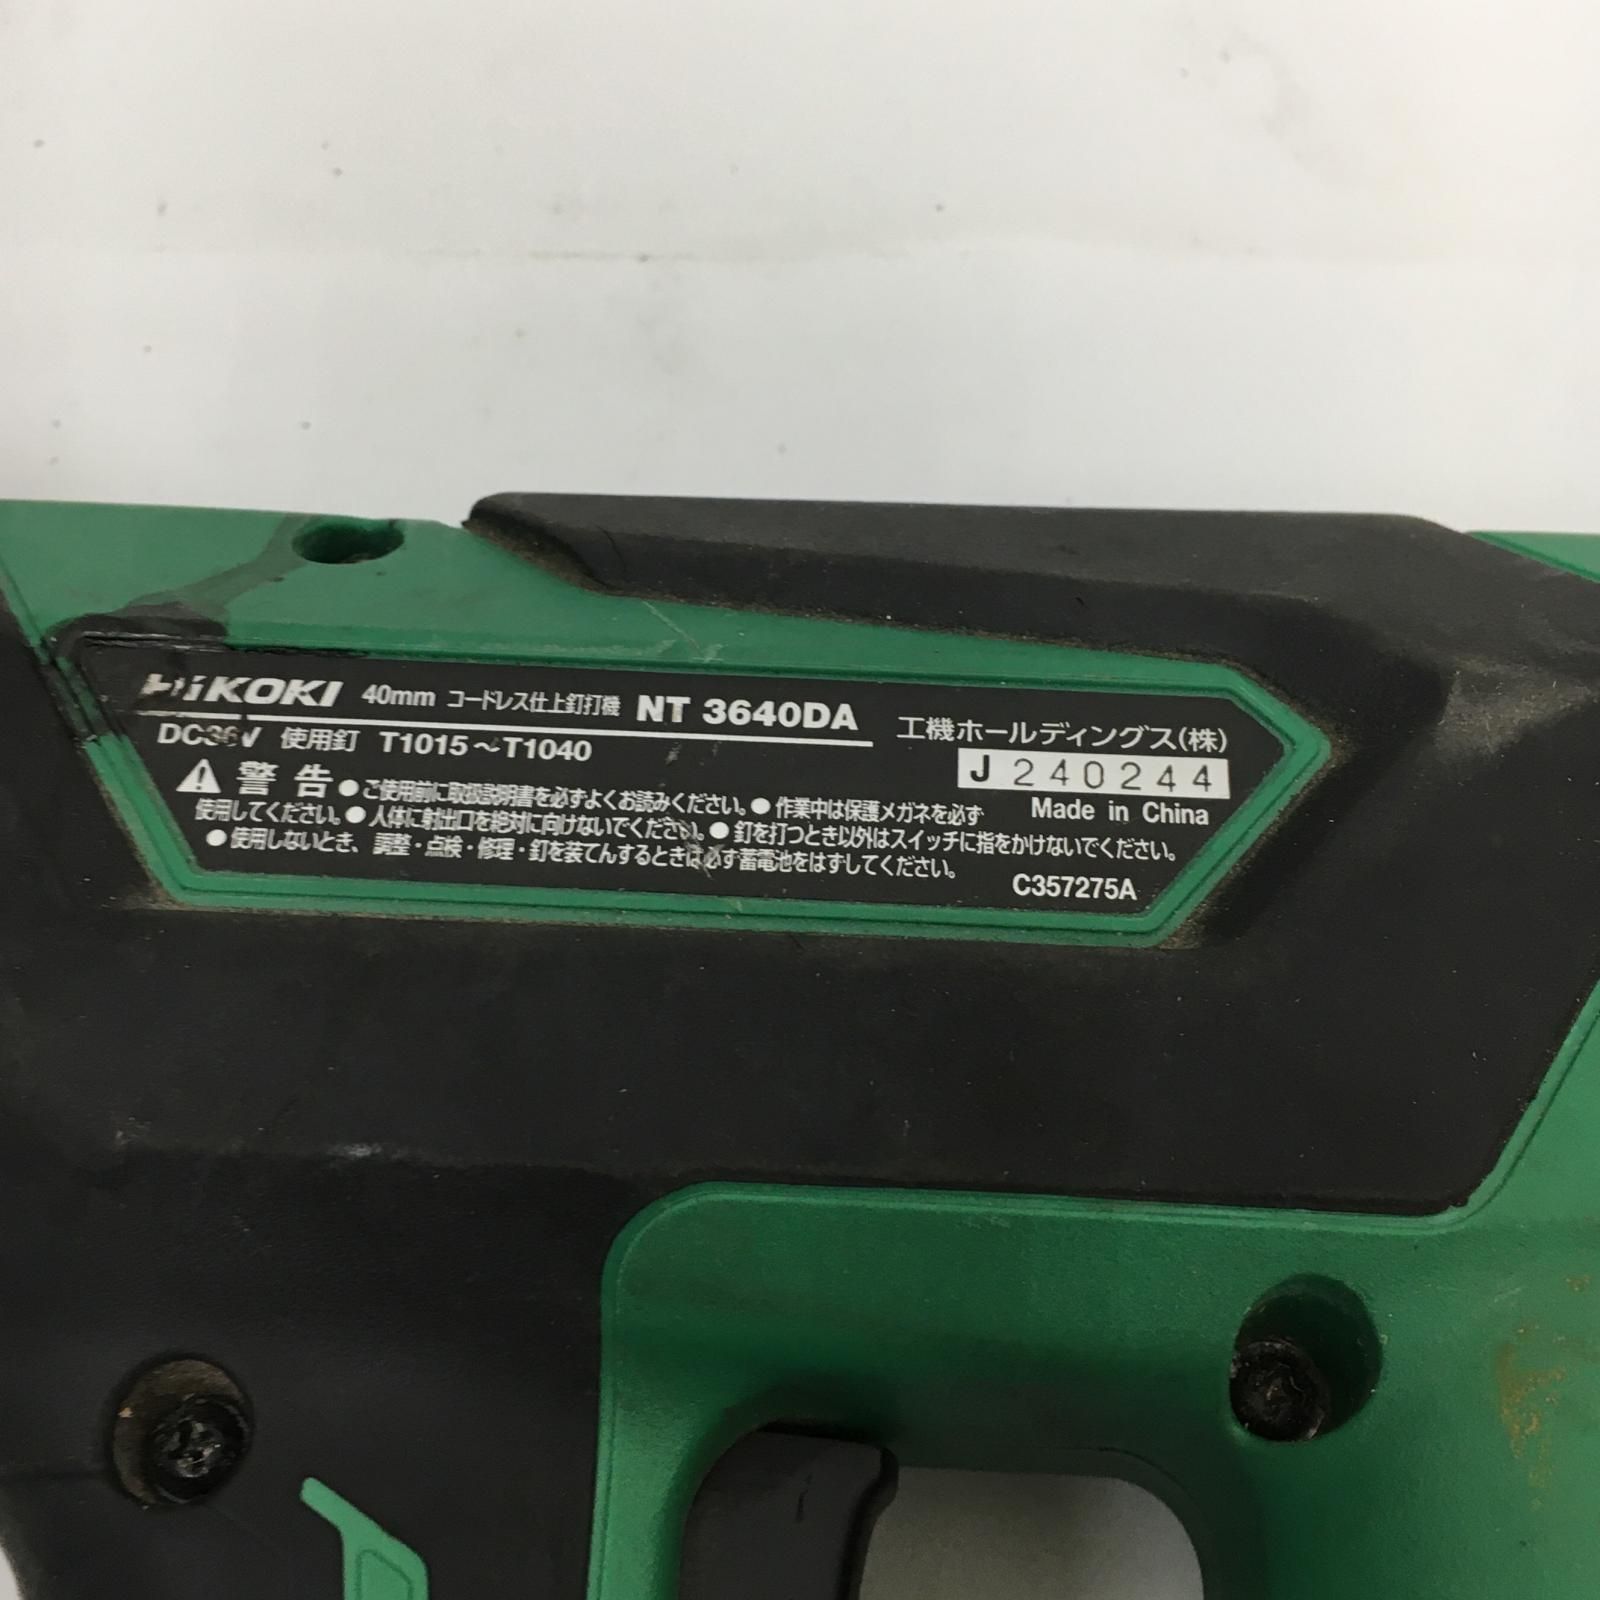 HiKOKI 40mm コードレス仕上釘打機 NT 3640DA
DC36V 使用釘 T1015～T1040
工機ホールディングス(株)
J 240244
Made in China
警告 ●ご使用前に取扱説明書を必ずよくお読みください。●作業中は保護メガネを必ず
使用してください。●人体に射出口を絶対に向けないでください。●釘を打つとき以外はスイッチに指をかけないでください。
●使用しないとき、調整・点検・修理・釘を装てんするときは必ず蓄電池をはずしてください。
C357275A